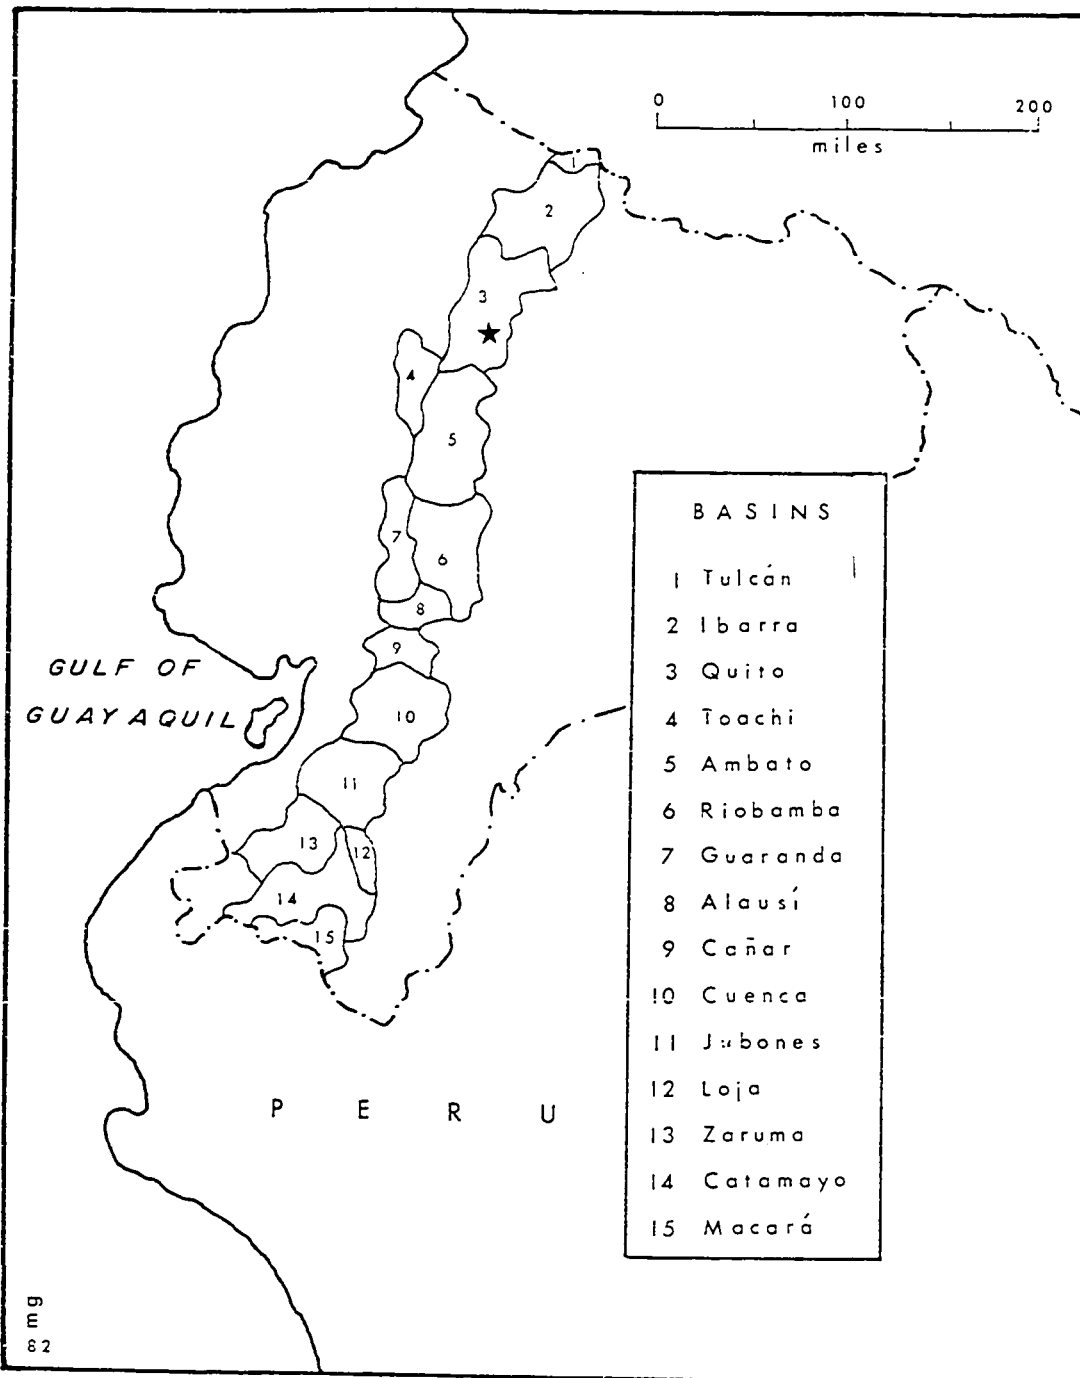 0 100 200
miles
1
2
3
4
5
7
6
8
9
GULF OF
GUAYAQUIL
10
11
13
12
14
15
BASINS
1 Tulcán
2 Ibarra
3 Quito
4 Toachi
5 Ambato
6 Riobamba
7 Guaranda
8 Alausí
9 Cañar
10 Cuenca
11 Jubones
12 Loja
13 Zaruma
14 Catamayo
15 Macará
PERU
mg
82